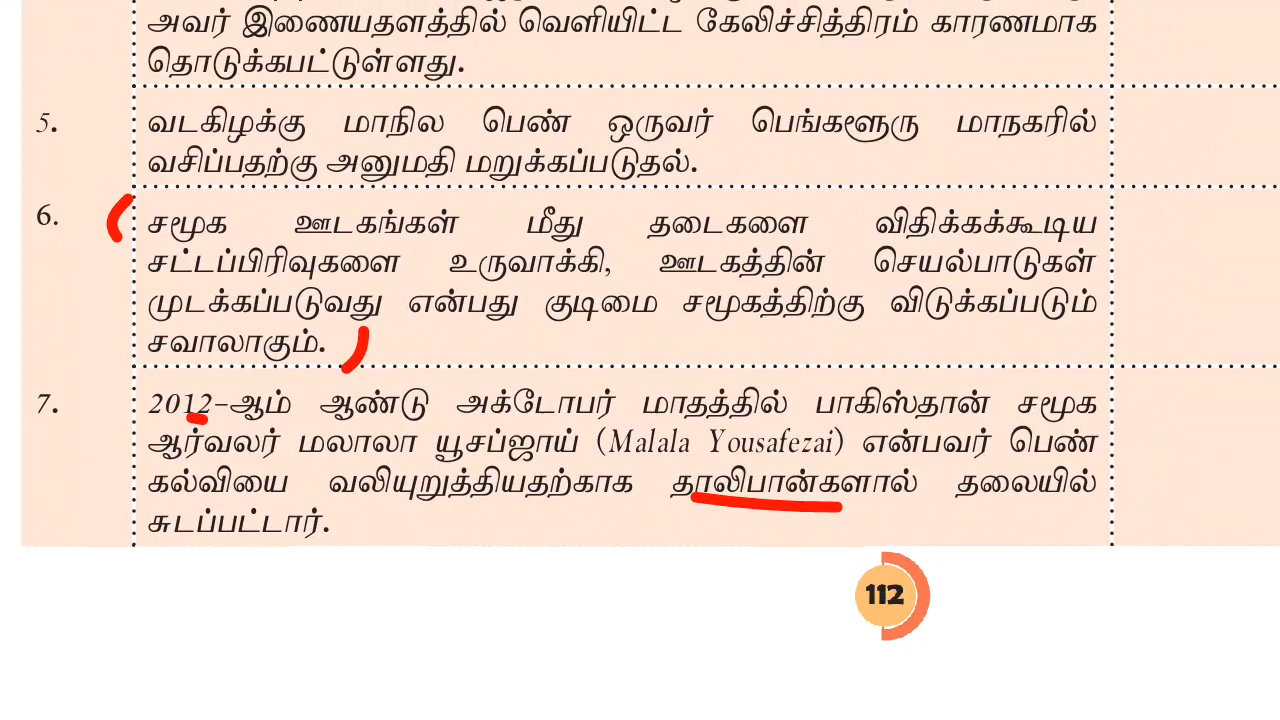 அவர் இணையதளத்தில் வெளியிட்ட கேலிச்சித்திரம் காரணமாக
தொடுக்கபட்டுள்ளது.
5. வடகிழக்கு மாநில பெண் ஒருவர் பெங்களூரு மாநகரில்
வசிப்பதற்கு அனுமதி மறுக்கப்படுதல்.
6. சமூக ஊடகங்கள் மீது தடைகளை விதிக்கக்கூடிய
சட்டப்பிரிவுகளை உருவாக்கி, ஊடகத்தின் செயல்பாடுகள்
முடக்கப்படுவது என்பது குடிமை சமூகத்திற்கு விடுக்கப்படும்
சவாலாகும்.
7. 2012-ஆம் ஆண்டு அக்டோபர் மாதத்தில் பாகிஸ்தான் சமூக
ஆர்வலர் மலாலா யூசப்ஜாய் (Malala Yousafezai) என்பவர் பெண்
கல்வியை வலியுறுத்தியதற்காக தாலிபான்களால் தலையில்
சுடப்பட்டார்.
112